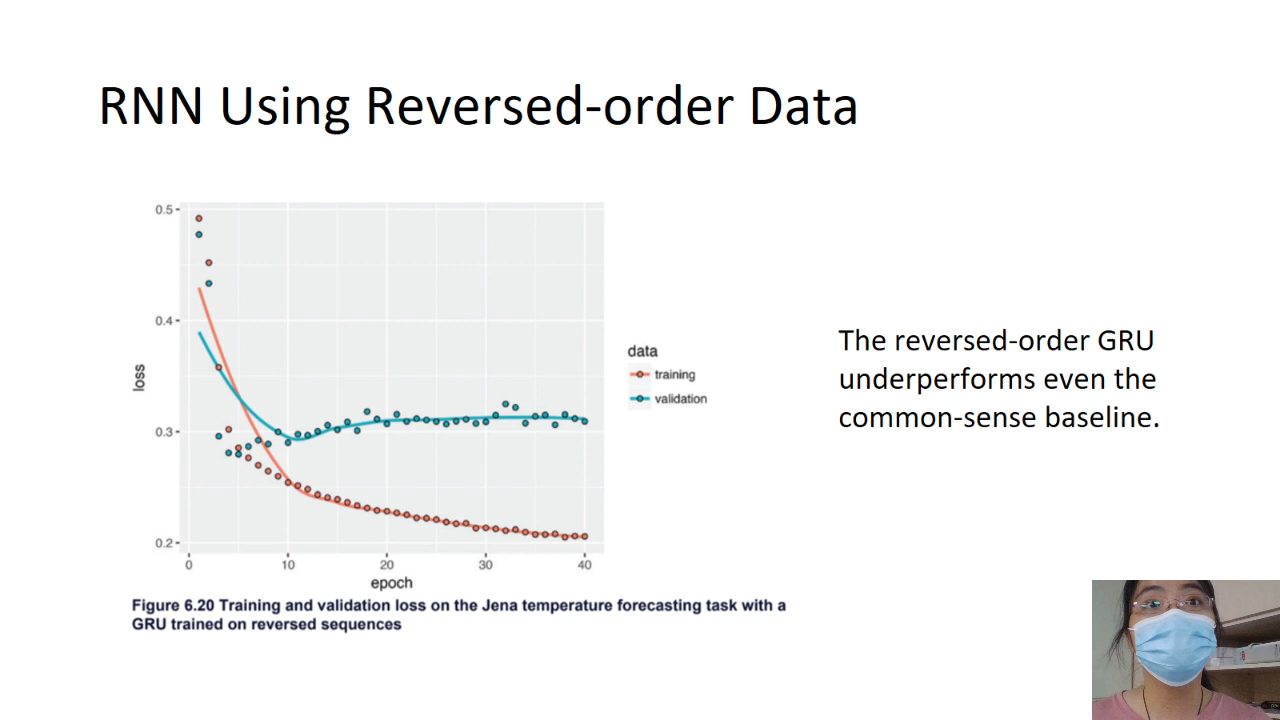 RNN Using Reversed-order Data
0.5
0.4
0.3
0.2
loss
0 10 20 30 40
epoch
data
training
validation
Figure 6.20 Training and validation loss on the Jena temperature forecasting task with a
GRU trained on reversed sequences
The reversed-order GRU
underperforms even the
common-sense baseline.